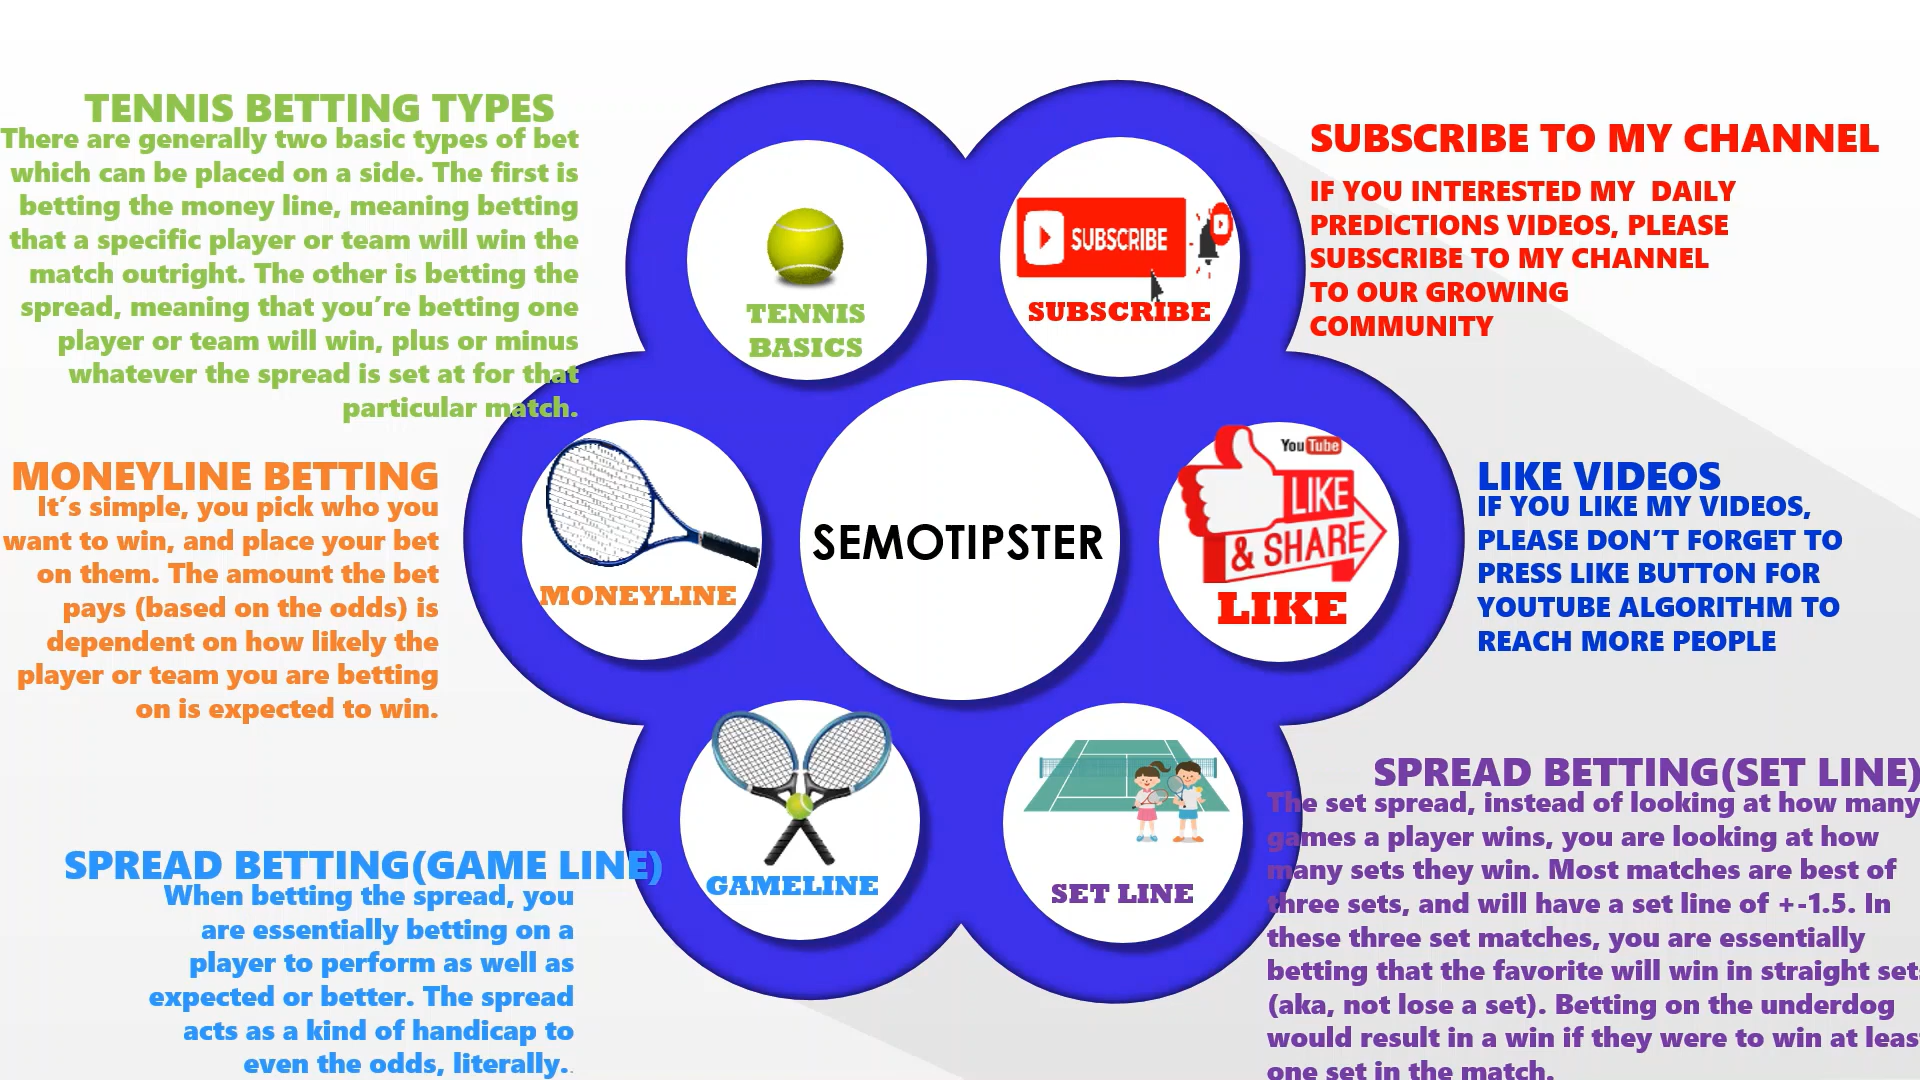 TENNIS BETTING TYPES
There are generally two basic types of bet
which can be placed on a side. The first is
betting the money line, meaning betting
that a specific player or team will win the
match outright. The other is betting the
spread, meaning that you’re betting one
player or team will win, plus or minus
whatever the spread is set at for that
particular match.
MONEYLINE BETTING
It’s simple, you pick who you
want to win, and place your bet
on them. The amount the bet
pays (based on the odds) is
dependent on how likely the
player or team you are betting
on is expected to win.
SPREAD BETTING(GAME LINE)
When betting the spread, you
are essentially betting on a
player to perform as well as
expected or better. The spread
acts as a kind of handicap to
even the odds, literally..
TENNIS
BASICS
SUBSCRIBE
SUBSCRIBE
MONEYLINE
SEMOTIPSTER
YouTube
LIKE
& SHARE
LIKE
GAMELINE
SET LINE
SUBSCRIBE TO MY CHANNEL
IF YOU INTERESTED MY DAILY
PREDICTIONS VIDEOS, PLEASE
SUBSCRIBE TO MY CHANNEL
TO OUR GROWING
COMMUNITY
LIKE VIDEOS
IF YOU LIKE MY VIDEOS,
PLEASE DON’T FORGET TO
PRESS LIKE BUTTON FOR
YOUTUBE ALGORITHM TO
REACH MORE PEOPLE
SPREAD BETTING(SET LINE)
The set spread, instead of looking at how many
games a player wins, you are looking at how
many sets they win. Most matches are best of
three sets, and will have a set line of +-1.5. In
these three set matches, you are essentially
betting that the favorite will win in straight sets
(aka, not lose a set). Betting on the underdog
would result in a win if they were to win at least
one set in the match.